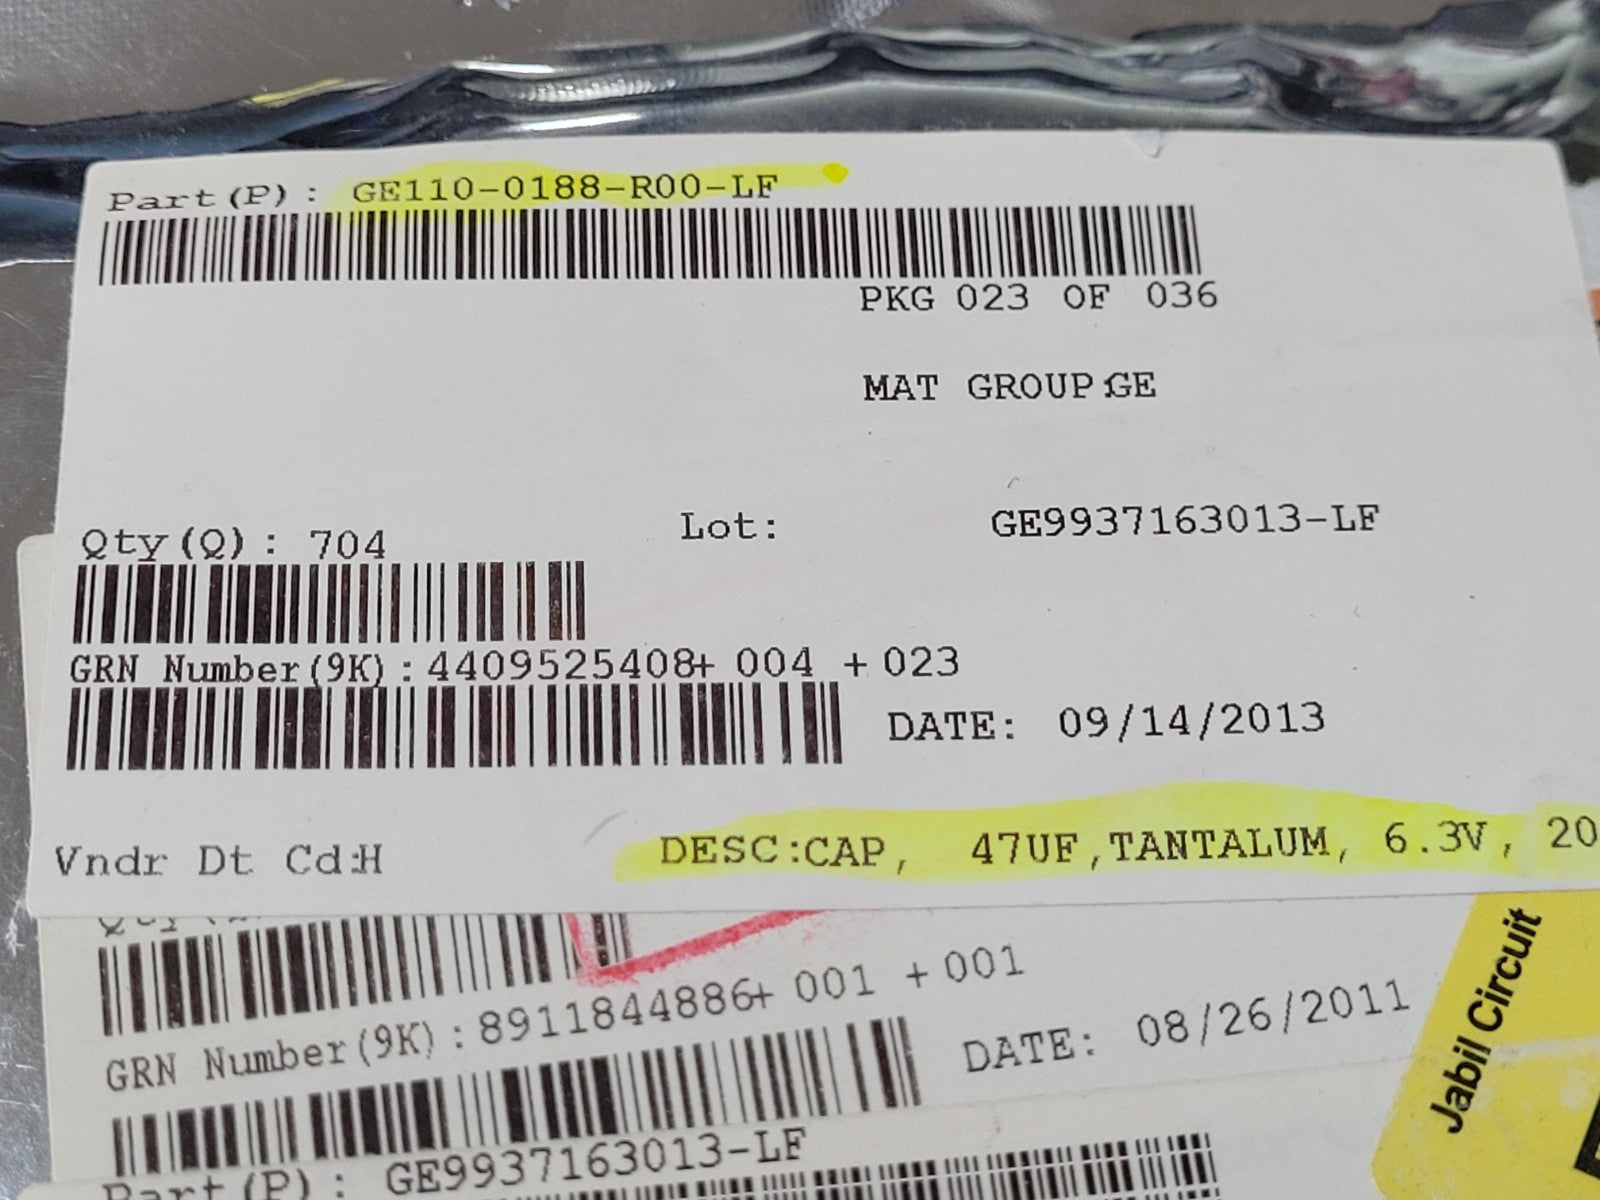 Part(P): GE110-0188-R00-LF
PKG 023 OF 036
MAT GROUP:GE
Qty(Q): 704
Lot: GE9937163013-LF
GRN Number(9K):4409525408+ 004 + 023
DATE: 09/14/2013
Vndr Dt Cd:H
DESC:CAP, 47UF,TANTALUM, 6.3V, 20
GRN Number(9K):8911844886+ 001 + 001
DATE: 08/26/2011
Part(P): GE9937163013-LF
Jabil Circuit